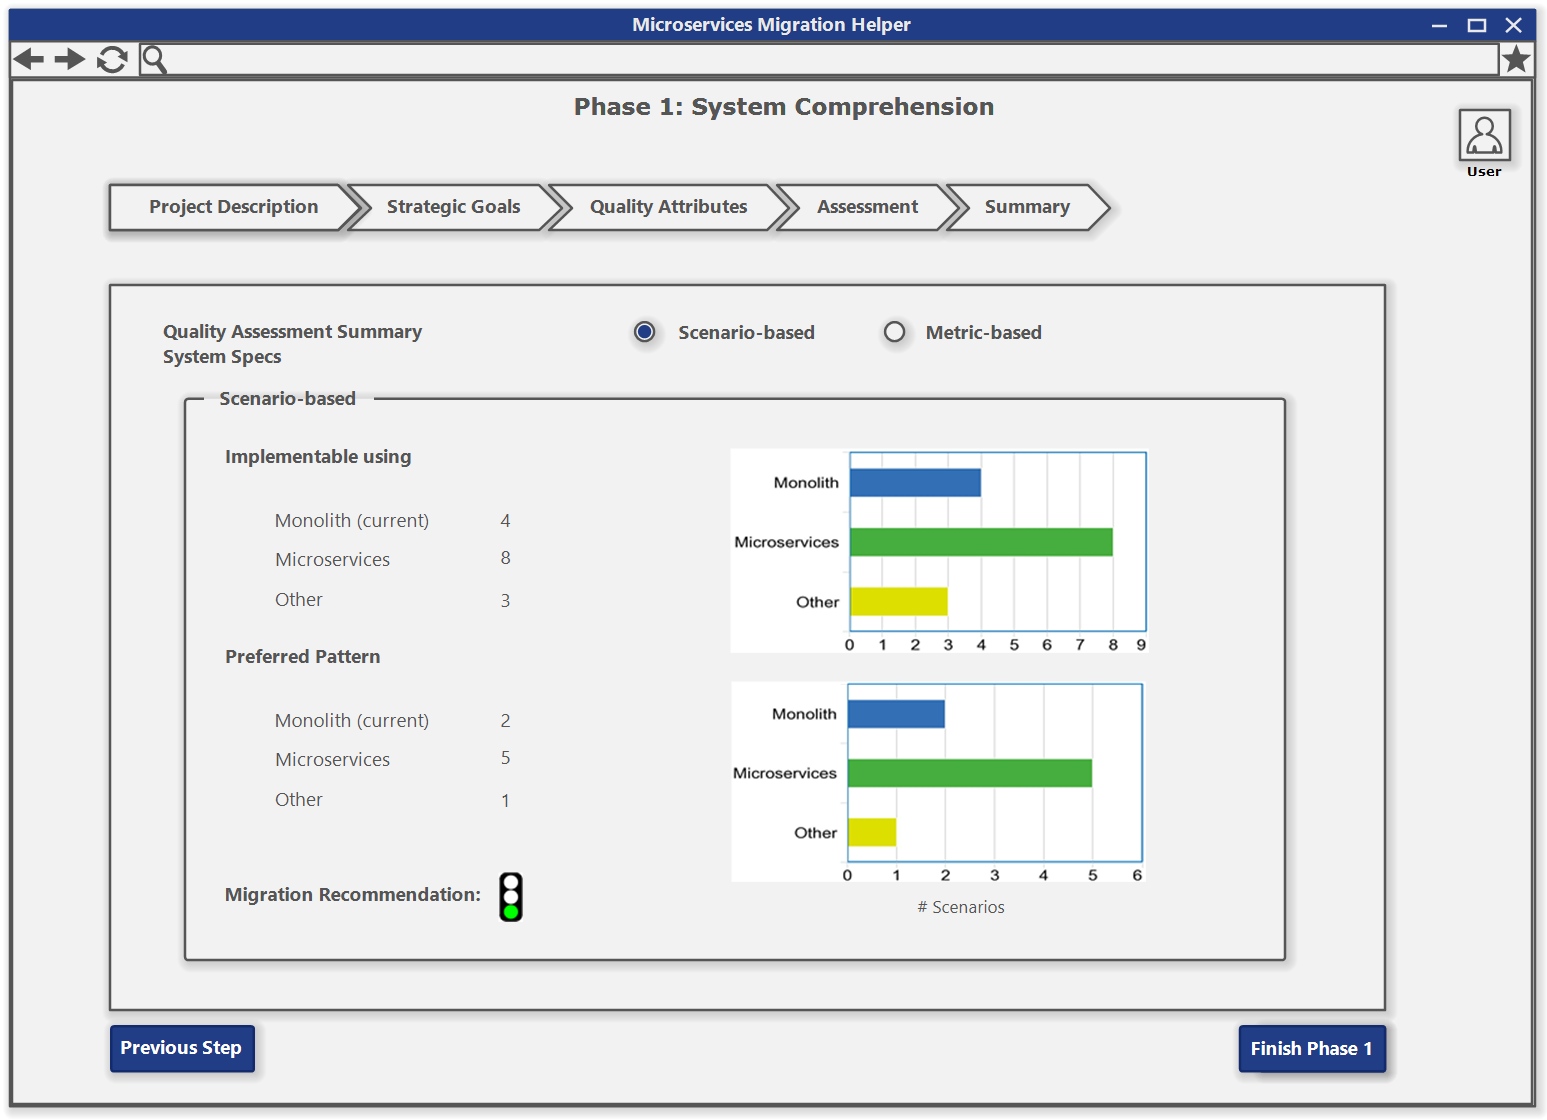 Microservices Migration Helper
Phase 1: System Comprehension
User
Project Description
Strategic Goals
Quality Attributes
Assessment
Summary
Quality Assessment Summary
System Specs
Scenario-based
Metric-based
Scenario-based
Implementable using
Monolith (current) 4
Microservices 8
Other 3
Monolith
Microservices
Other
0 1 2 3 4 5 6 7 8 9
Preferred Pattern
Monolith (current) 2
Microservices 5
Other 1
Monolith
Microservices
Other
0 1 2 3 4 5 6
# Scenarios
Migration Recommendation:
Previous Step
Finish Phase 1